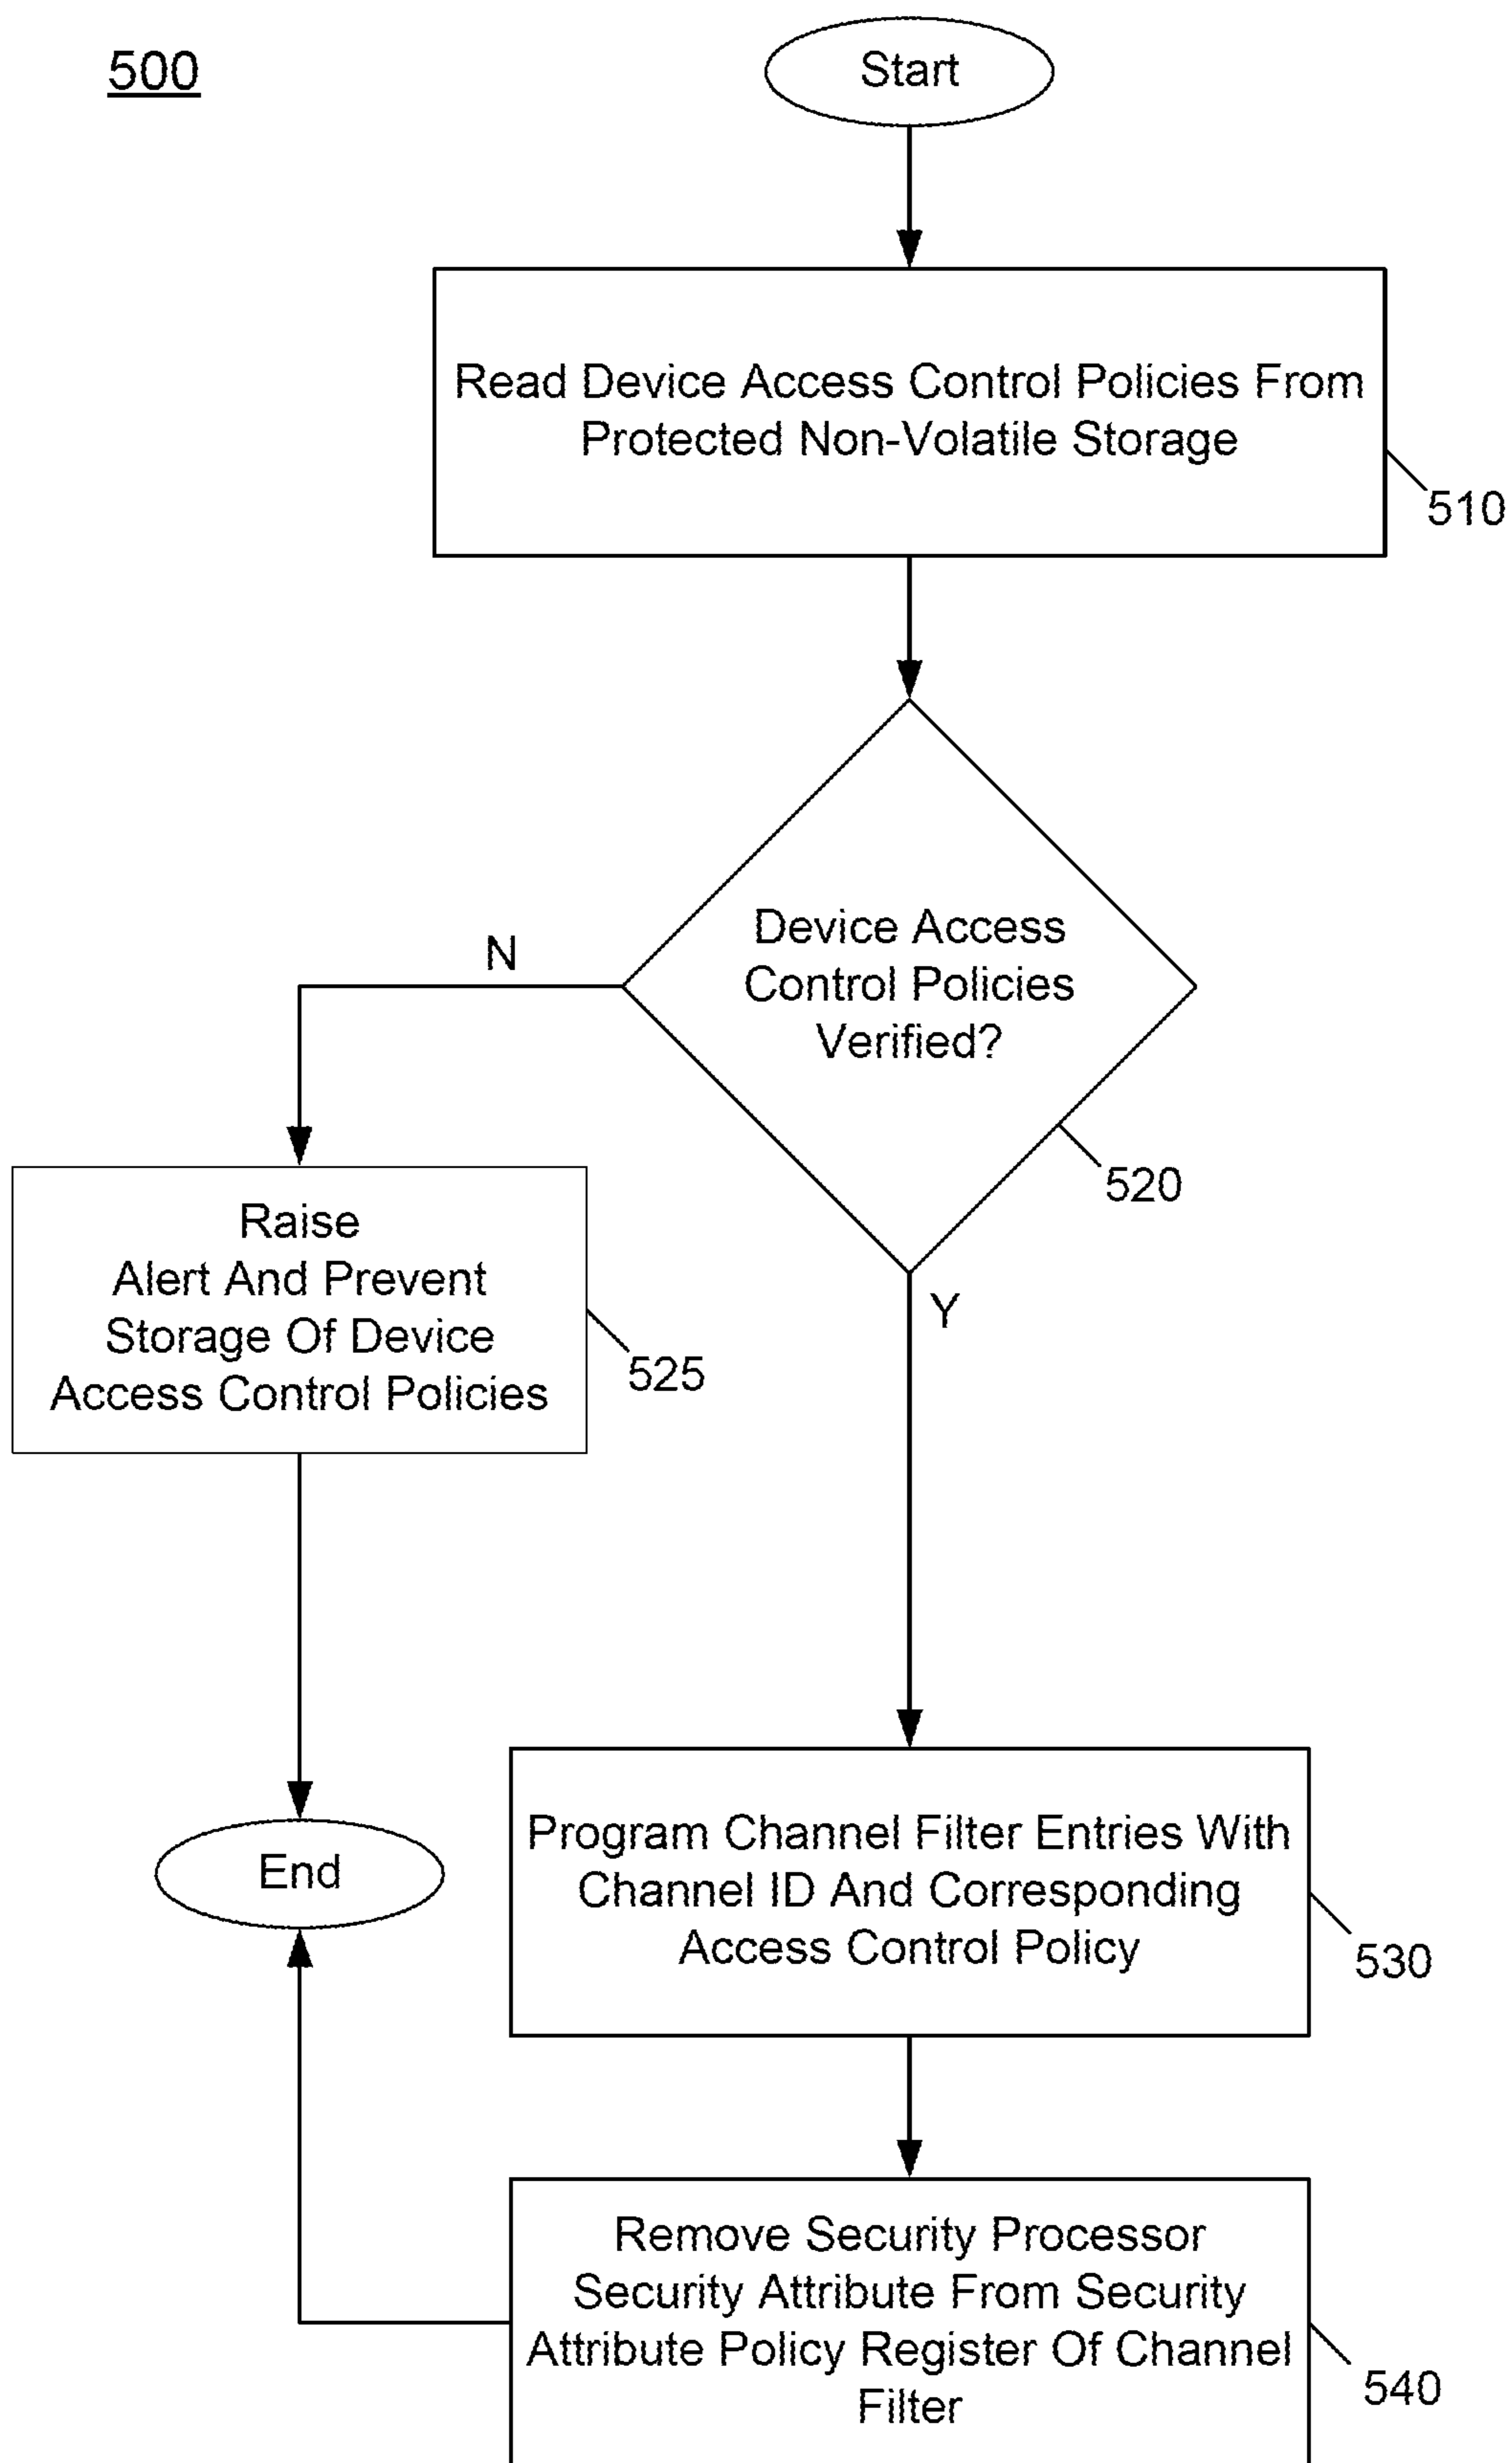 500
Start
Read Device Access Control Policies From
Protected Non-Volatile Storage
510
Device Access
Control Policies
Verified?
N
520
Raise
Alert And Prevent
Storage Of Device
Access Control Policies
525
Y
End
Program Channel Filter Entries With
Channel ID And Corresponding
Access Control Policy
530
Remove Security Processor
Security Attribute From Security
Attribute Policy Register Of Channel
Filter
540